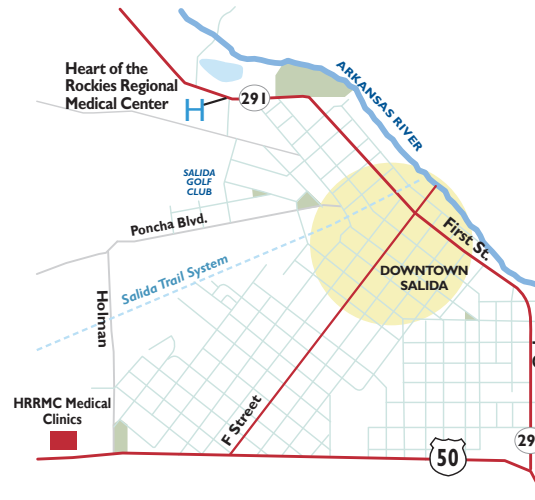 Heart of the
Rockies Regional
Medical Center
H
291
ARKANSAS RIVER
SALIDA
GOLF
CLUB
Poncha Blvd.
First St.
DOWNTOWN
SALIDA
Salida Trail System
Holman
F Street
HRRMC Medical
Clinics
50